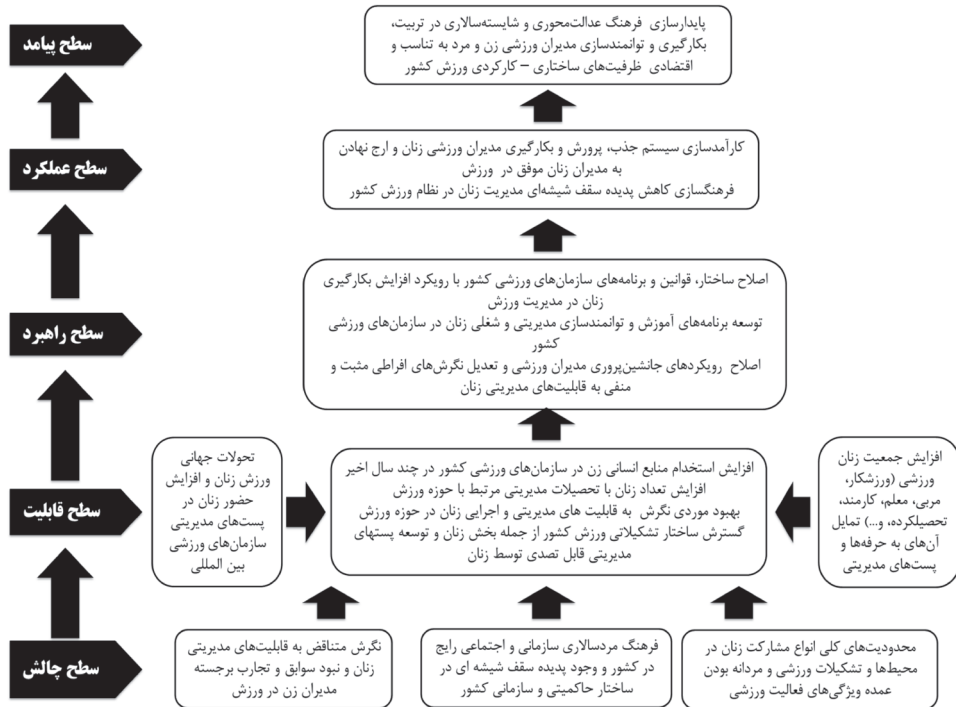 سطح پیامد
پایدارسازی فرهنگ عدالت‌محوری و شایسته‌سالاری در تربیت،
بکارگیری و توانمندسازی مدیران ورزشی زن و مرد به تناسب و
اقتضادی ظرفیت‌های ساختاری – کارکردی ورزش کشور
سطح عملکرد
کارآمدسازی سیستم جذب، پرورش و بکارگیری مدیران ورزشی زنان و ارج نهادن
به مدیران زنان موفق در ورزش
فرهنگسازی کاهش پدیده سقف شیشه‌ای مدیریت زنان در نظام ورزش کشور
سطح راهبرد
اصلاح ساختار، قوانین و برنامه‌های سازمان‌های ورزشی کشور با رویکرد افزایش بکارگیری
زنان در مدیریت ورزش
توسعه برنامه‌های آموزش و توانمندسازی مدیریتی و شغلی زنان در سازمان‌های ورزشی
کشور
اصلاح رویکردهای جانشین‌پروری مدیران ورزشی و تعدیل نگرش‌های افراطی مثبت و
منفی به قابلیت‌های مدیریتی زنان
سطح قابلیت
افزایش جمعیت زنان
ورزشی (ورزشکار،
مربی، معلم، کارمند،
تحصیلکرده، و...) تمایل
آن‌های به حرفه‌ها و
پست‌های مدیریتی
افزایش استخدام منابع انسانی زن در سازمان‌های ورزشی کشور در چند سال اخیر
افزایش تعداد زنان با تحصیلات مدیریتی مرتبط با حوزه ورزش
بهبود موردی نگرش به قابلیت های مدیریتی و اجرایی زنان در حوزه ورزش
گسترش ساختار تشکیلاتی ورزش کشور از جمله بخش زنان و توسعه پستهای
مدیریتی قابل تصدی توسط زنان
تحولات جهانی
ورزش زنان و افزایش
حضور زنان در
پست‌های مدیریتی
سازمان‌های ورزشی
بین المللی
سطح چالش
محدودیت‌های کلی انواع مشارکت زنان در
محیط‌ها و تشکیلات ورزشی و مردانه بودن
عمده ویژگی‌های فعالیت ورزشی
فرهنگ مردسالاری سازمانی و اجتماعی رایج
در کشور و وجود پدیده سقف شیشه ای در
ساختار حاکمیتی و سازمانی کشور
نگرش متناقض به قابلیت‌های مدیریتی
زنان و نبود سوابق و تجارب برجسته
مدیران زن در ورزش